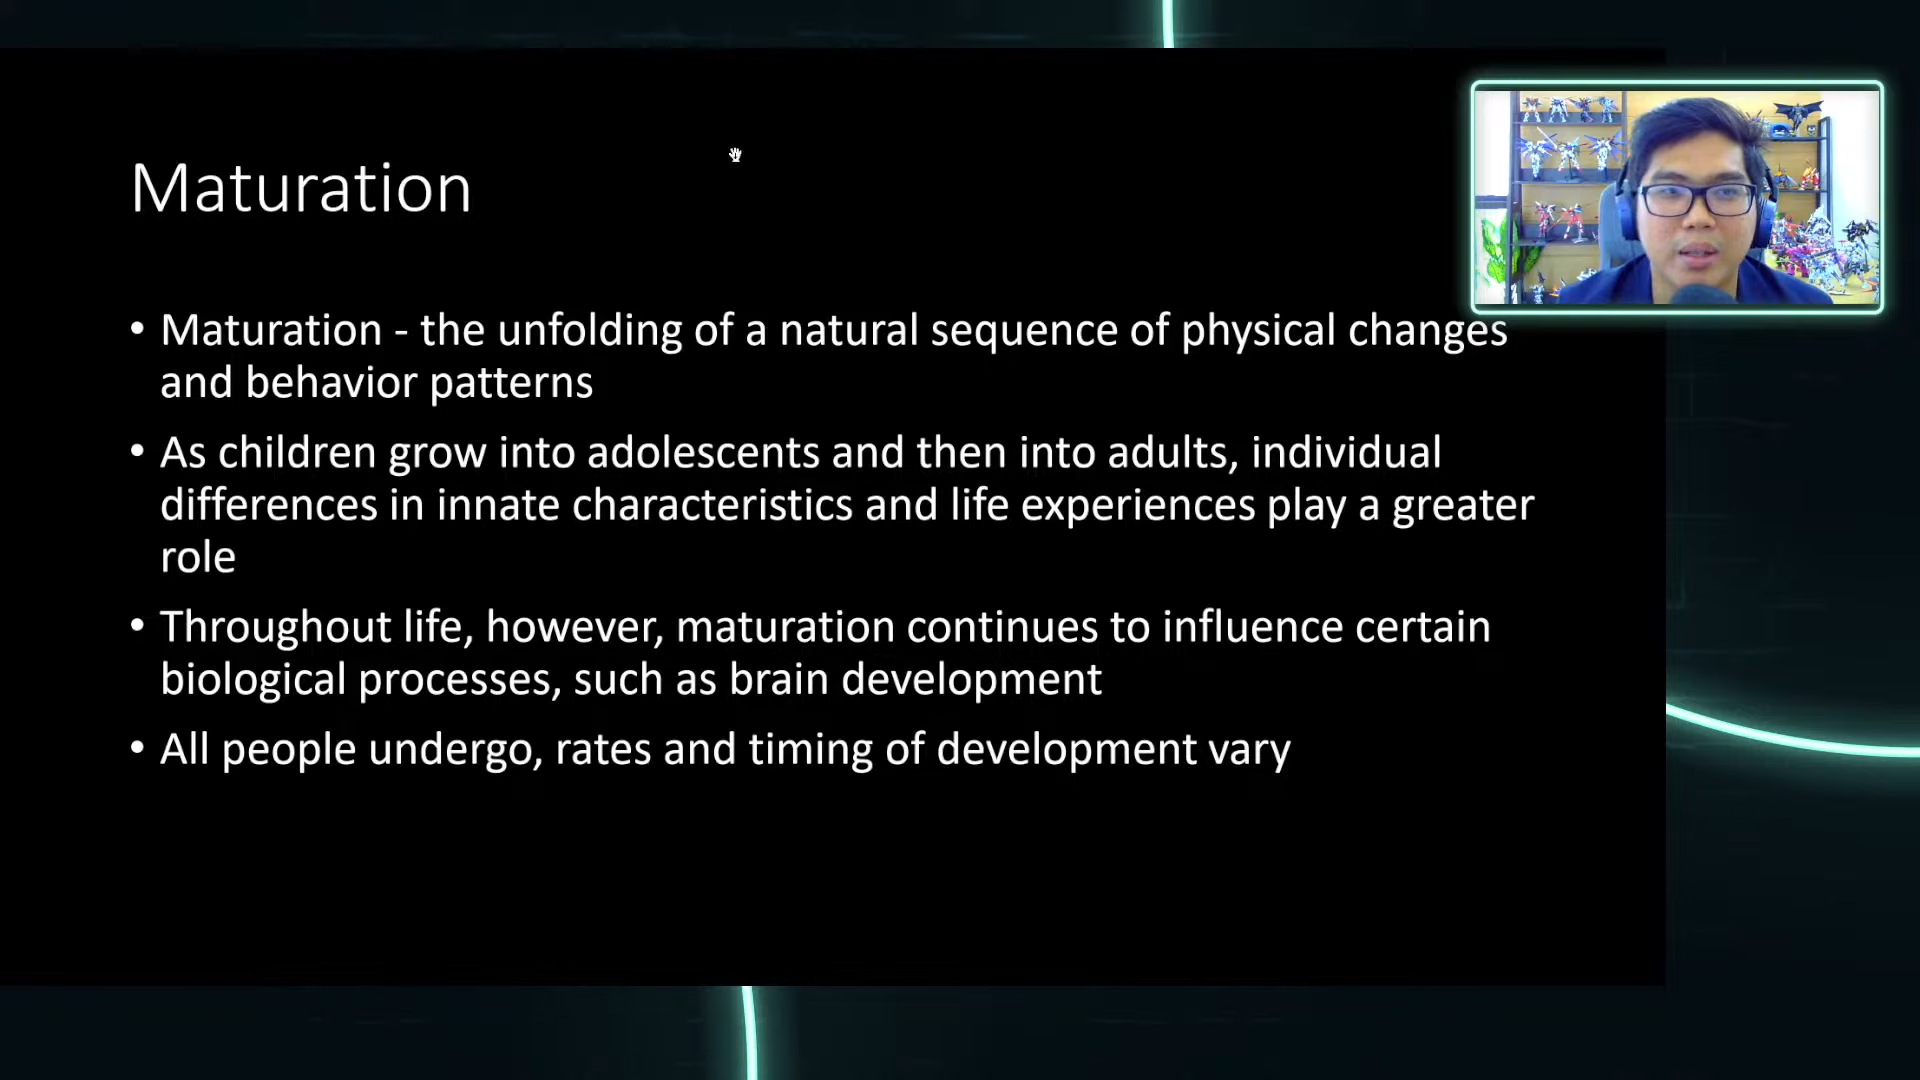 Maturation
• Maturation - the unfolding of a natural sequence of physical changes
and behavior patterns
• As children grow into adolescents and then into adults, individual
differences in innate characteristics and life experiences play a greater
role
• Throughout life, however, maturation continues to influence certain
biological processes, such as brain development
• All people undergo, rates and timing of development vary